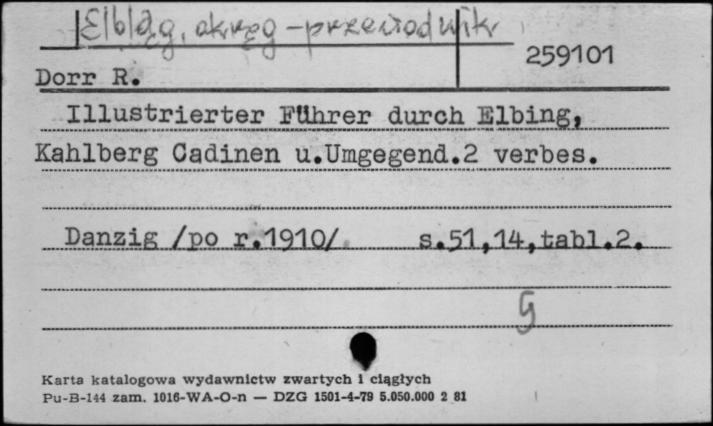 Elbląg, okręg - przewodnik
259101
Dorr R.
Illustrierter Führer durch Elbing,
Kahlberg Cadinen u.Umgegend.2 verbes.
Danzig /po r.1910/. s.51,14,tabl.2.
G
Karta katalogowa wydawnictw zwartych i ciągłych
Pu-B-144 zam. 1016-WA-O-n — DZG 1501-4-79 5.050.000 2 81